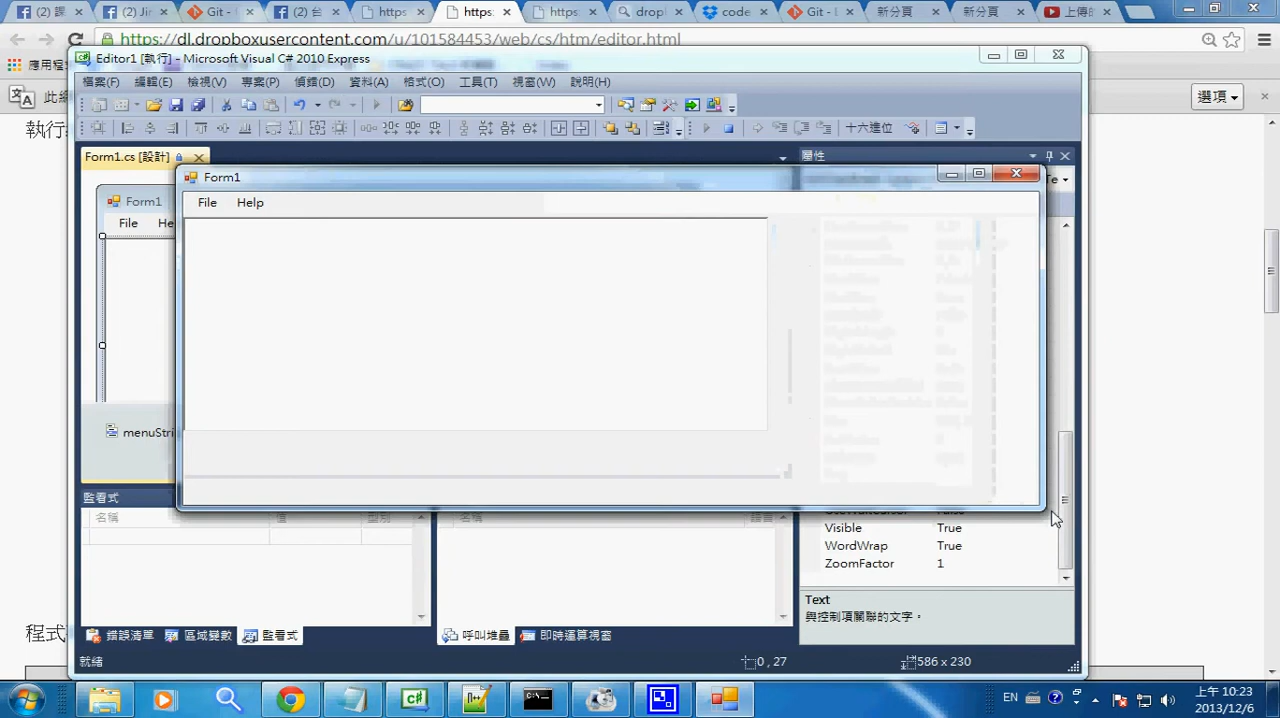 (2) 課
(2) Jin
Git - 
(2) 台
https
https:
https:
dropl
code
Git - l
新分頁
新分頁
上傳的
https://dl.dropboxusercontent.com/u/101584453/web/cs/htm/editor.html
應用程
此網
選項
執行
Editor1 [執行] - Microsoft Visual C# 2010 Express
檔案(F) 編輯(E) 檢視(V) 專案(P) 偵錯(D) 資料(A) 格式(O) 工具(T) 視窗(W) 說明(H)
十六進位
Form1.cs [設計]
屬性
Form1
File He
Form1
File Help
menuStri
監看式
名稱 值 型別
名稱 語言
Visible True
WordWrap True
ZoomFactor 1
Text
與控制項關聯的文字。
錯誤清單 區域變數 監看式
呼叫堆疊 即時運算視窗
就緒
0 , 27
586 x 230
程式
EN
上午 10:23
2013/12/6